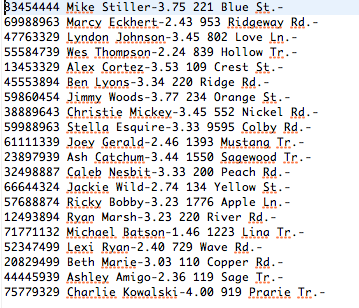 83454444 Mike Stiller-3.75 221 Blue St.-
69988963 Marcy Eckhert-2.43 953 Ridgeway Rd.-
47763329 Lyndon Johnson-3.45 802 Love Ln.-
55584739 Wes Thompson-2.24 839 Hollow Tr.-
13453329 Alex Cortez-3.53 109 Crest St.-
45553894 Ben Lyons-3.34 220 Ridge Rd.-
59860454 Jimmy Woods-3.77 234 Orange St.-
38889643 Christie Mickey-3.45 552 Nickel Rd.-
59988963 Stella Esquire-3.33 9595 Colby Rd.-
61111339 Joey Gerald-2.46 1393 Mustang Tr.-
23897939 Ash Catchum-3.44 1550 Sagewood Tr.-
32498887 Caleb Nesbit-3.33 200 Peach Rd.-
66644324 Jackie Wild-2.74 134 Yellow St.-
57688874 Ricky Bobby-3.23 1776 Apple Ln.-
12493894 Ryan Marsh-3.23 220 River Rd.-
71771132 Michael Batson-1.46 1223 Linq Tr.-
52347499 Lexi Ryan-2.40 729 Wave Rd.-
20829499 Beth Marie-3.03 110 Copper Rd.-
44445939 Ashley Amigo-2.36 119 Sage Tr.-
75779329 Charlie Kowalski-4.00 919 Prarie Tr.-